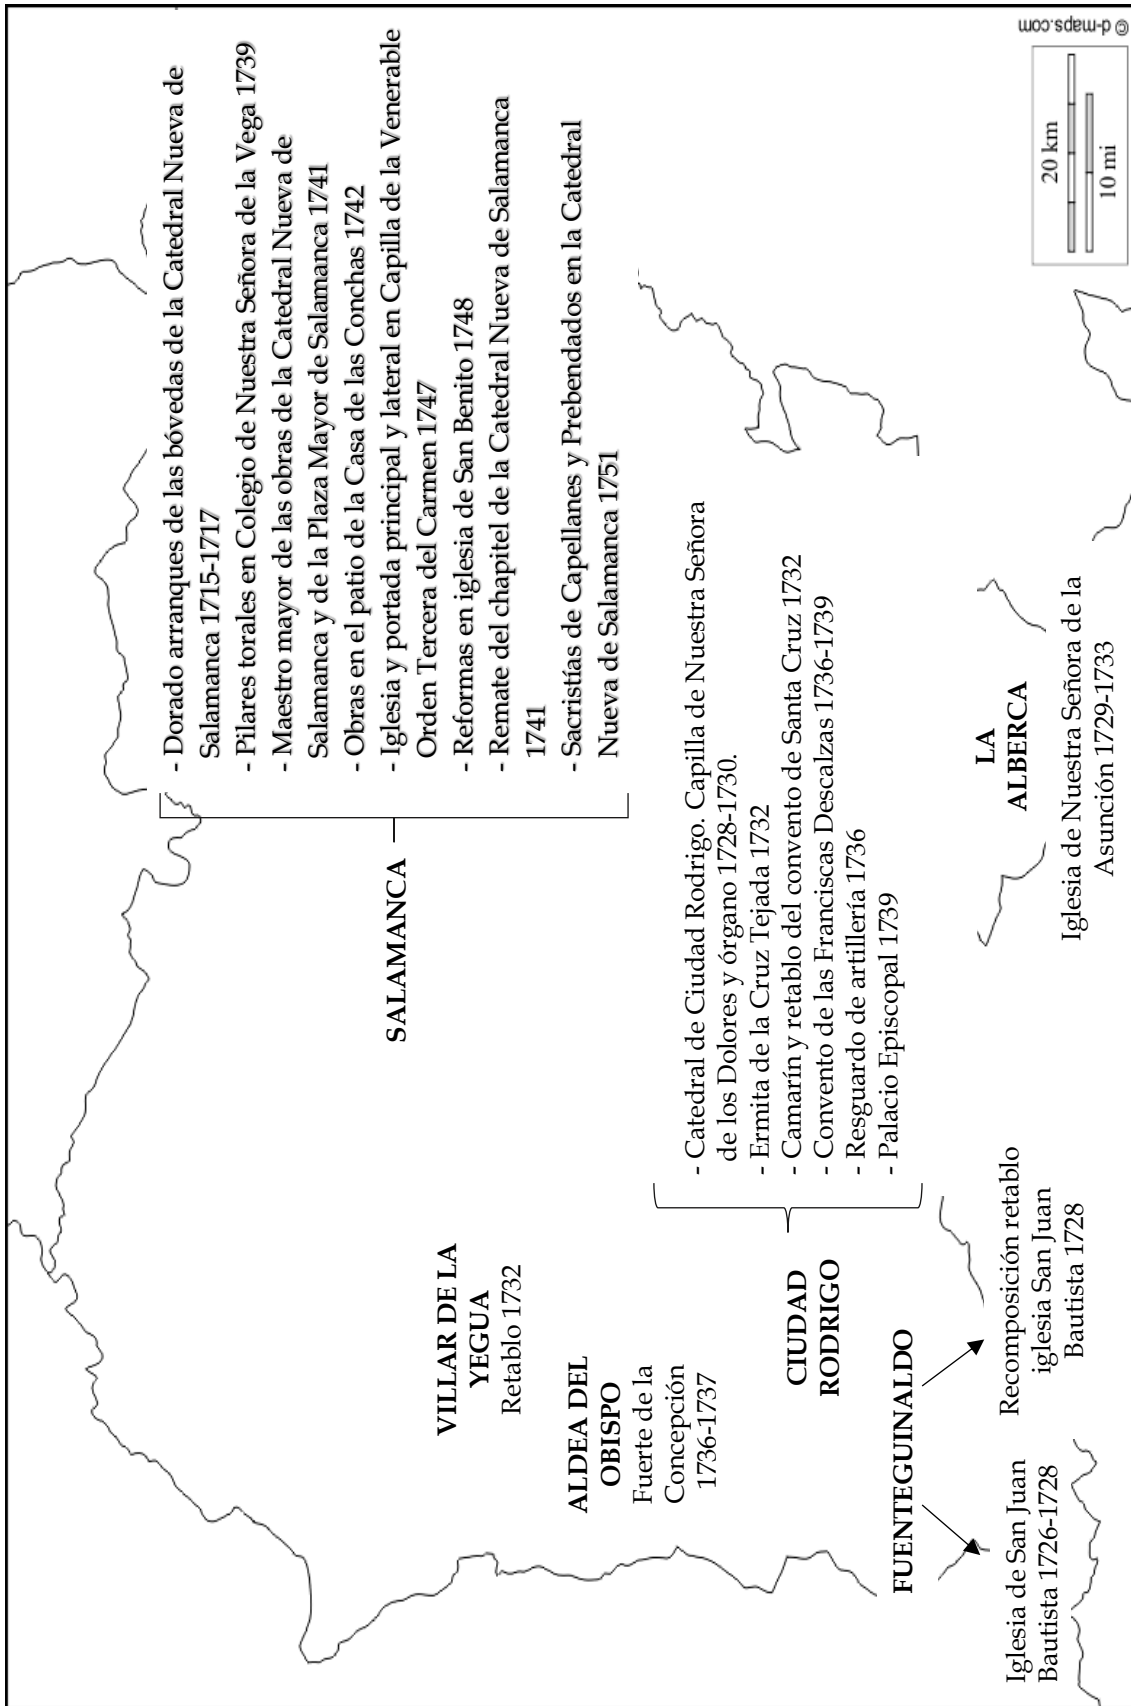 © d-maps.com
20 km
10 mi
- Dorado arranques de las bóvedas de la Catedral Nueva de
Salamanca 1715-1717
- Pilares torales en Colegio de Nuestra Señora de la Vega 1739
- Maestro mayor de las obras de la Catedral Nueva de
Salamanca y de la Plaza Mayor de Salamanca 1741
- Obras en el patio de la Casa de las Conchas 1742
- Iglesia y portada principal y lateral en Capilla de la Venerable
Orden Tercera del Carmen 1747
- Reformas en iglesia de San Benito 1748
- Remate del chapitel de la Catedral Nueva de Salamanca
1741
- Sacristías de Capellanes y Prebendados en la Catedral
Nueva de Salamanca 1751
SALAMANCA
VILLAR DE LA
YEGUA
Retablo 1732
ALDEA DEL
OBISPO
Fuerte de la
Concepción
1736-1737
- Catedral de Ciudad Rodrigo. Capilla de Nuestra Señora
de los Dolores y órgano 1728-1730.
- Ermita de la Cruz Tejada 1732
- Camarín y retablo del convento de Santa Cruz 1732
- Convento de las Franciscas Descalzas 1736-1739
- Resguardo de artillería 1736
- Palacio Episcopal 1739
CIUDAD
RODRIGO
FUENTEGUINALDO
Iglesia de San Juan
Bautista 1726-1728
Recomposición retablo
iglesia San Juan
Bautista 1728
LA
ALBERCA
Iglesia de Nuestra Señora de la
Asunción 1729-1733